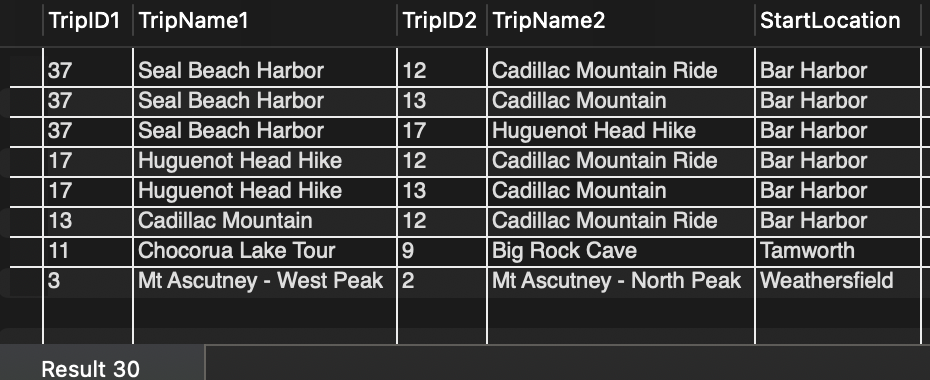 TripID1 TripName1 TripID2 TripName2 StartLocation
37 Seal Beach Harbor 12 Cadillac Mountain Ride Bar Harbor
37 Seal Beach Harbor 13 Cadillac Mountain Bar Harbor
37 Seal Beach Harbor 17 Huguenot Head Hike Bar Harbor
17 Huguenot Head Hike 12 Cadillac Mountain Ride Bar Harbor
17 Huguenot Head Hike 13 Cadillac Mountain Bar Harbor
13 Cadillac Mountain 12 Cadillac Mountain Ride Bar Harbor
11 Chocorua Lake Tour 9 Big Rock Cave Tamworth
3 Mt Ascutney - West Peak 2 Mt Ascutney - North Peak Weathersfield
Result 30